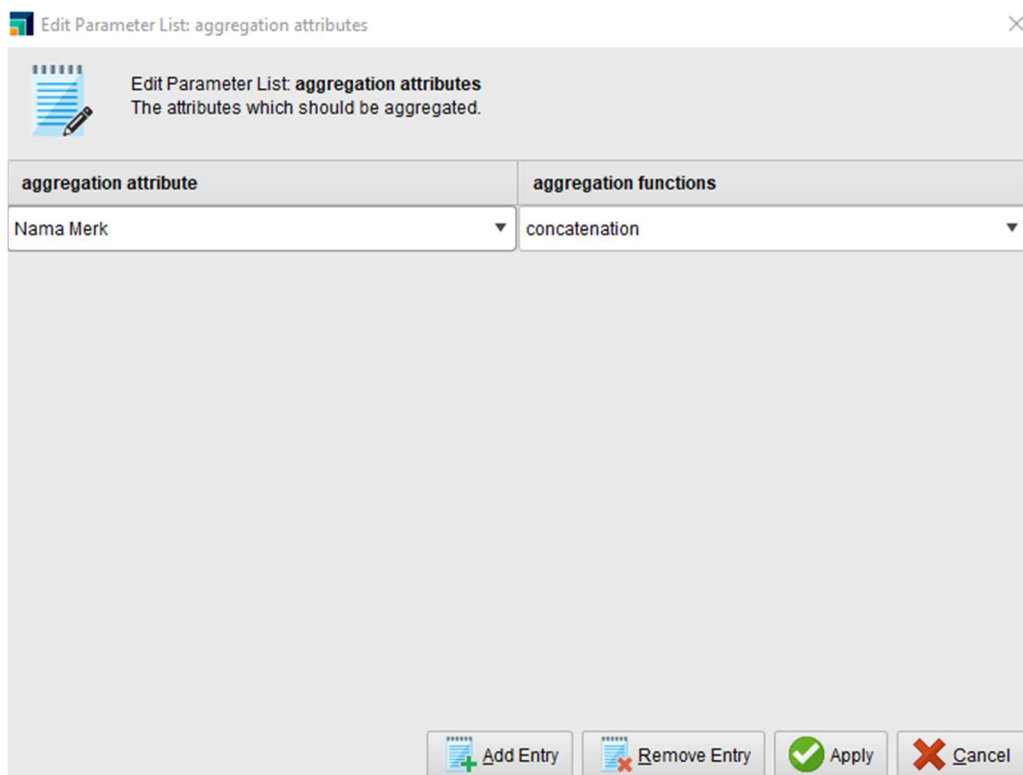 Edit Parameter List: aggregation attributes
Edit Parameter List: aggregation attributes
The attributes which should be aggregated.
aggregation attribute aggregation functions
Nama Merk concatenation
Add Entry Remove Entry Apply Cancel